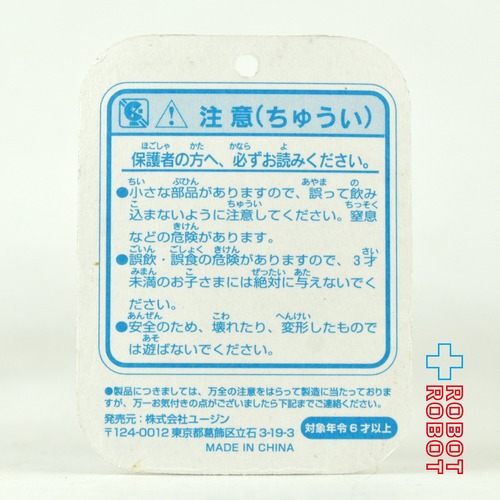 注意(ちゅうい)
ほごしゃ かた かなら よ
保護者の方へ、必ずお読みください。
ちい ぶひん あやま の
●小さな部品がありますので、誤って飲み
こ ちゅうい ちっそく
込まないように注意してください。窒息
きけん
などの危険があります。
ごいん ごしょく きけん さい
●誤飲・誤食の危険がありますので、3才
みまん こ ぜったい あた
未満のお子さまには絶対に与えないでく
ださい。
あんぜん こわ へんけい
●安全のため、壊れたり、変形したもので
あそ
は遊ばないでください。
●製品につきましては、万全の注意をはらって製造に当たっておりま
すが、万一お気付きの点がございましたら下記までご連絡ください。
発売元:株式会社ユージン
〒124-0012 東京都葛飾区立石 3-19-3
対象年令6才以上
MADE IN CHINA
ROBOT
ROBOT